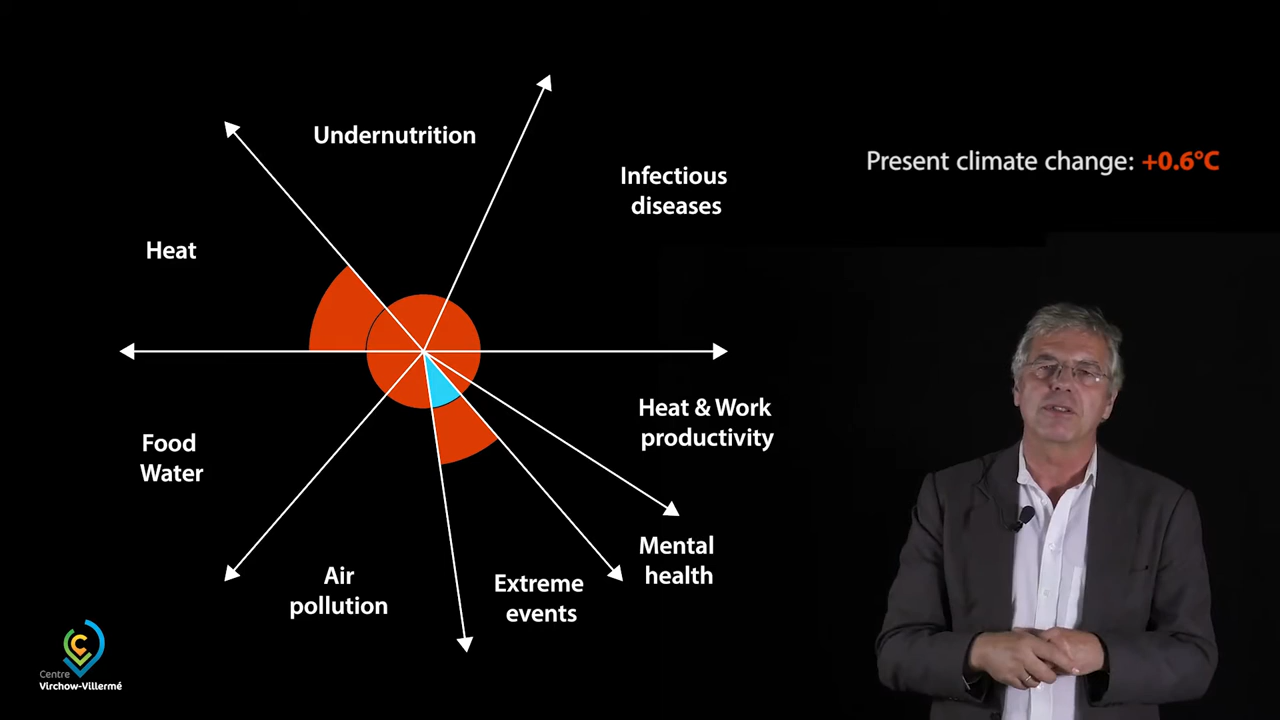 Undernutrition
Infectious
diseases
Present climate change: +0.6°C
Heat
Heat & Work
productivity
Food
Water
Mental
health
Air
pollution
Extreme
events
Centre
Virchow-Villermé